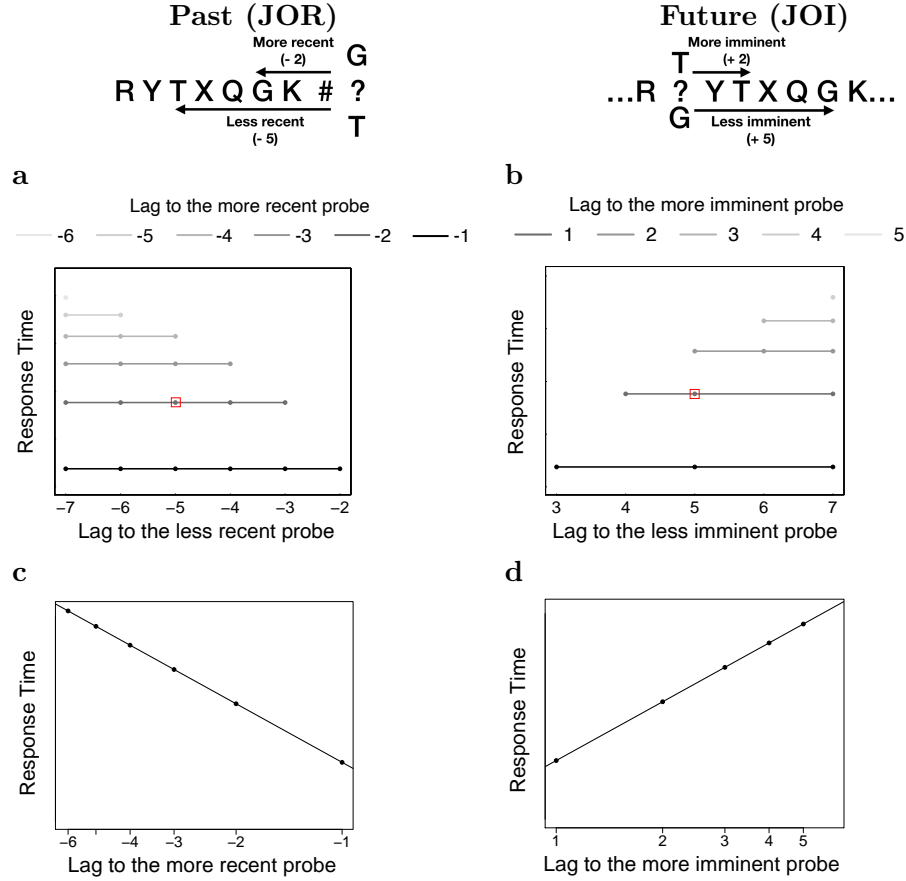 Past (JOR)
More recent
(- 2)
G
R Y T X Q G K # ?
Less recent
(- 5)
T
Future (JOI)
More imminent
(+ 2)
T
...R ? Y T X Q G K...
G
Less imminent
(+ 5)
a
Lag to the more recent probe
-6 -5 -4 -3 -2 -1
Response Time
−7 −6 −5 −4 −3 −2
Lag to the less recent probe
b
Lag to the more imminent probe
1 2 3 4 5
Response Time
3 4 5 6 7
Lag to the less imminent probe
c
Response Time
−6 −4 −3 −2 −1
Lag to the more recent probe
d
Response Time
1 2 3 4 5
Lag to the more imminent probe